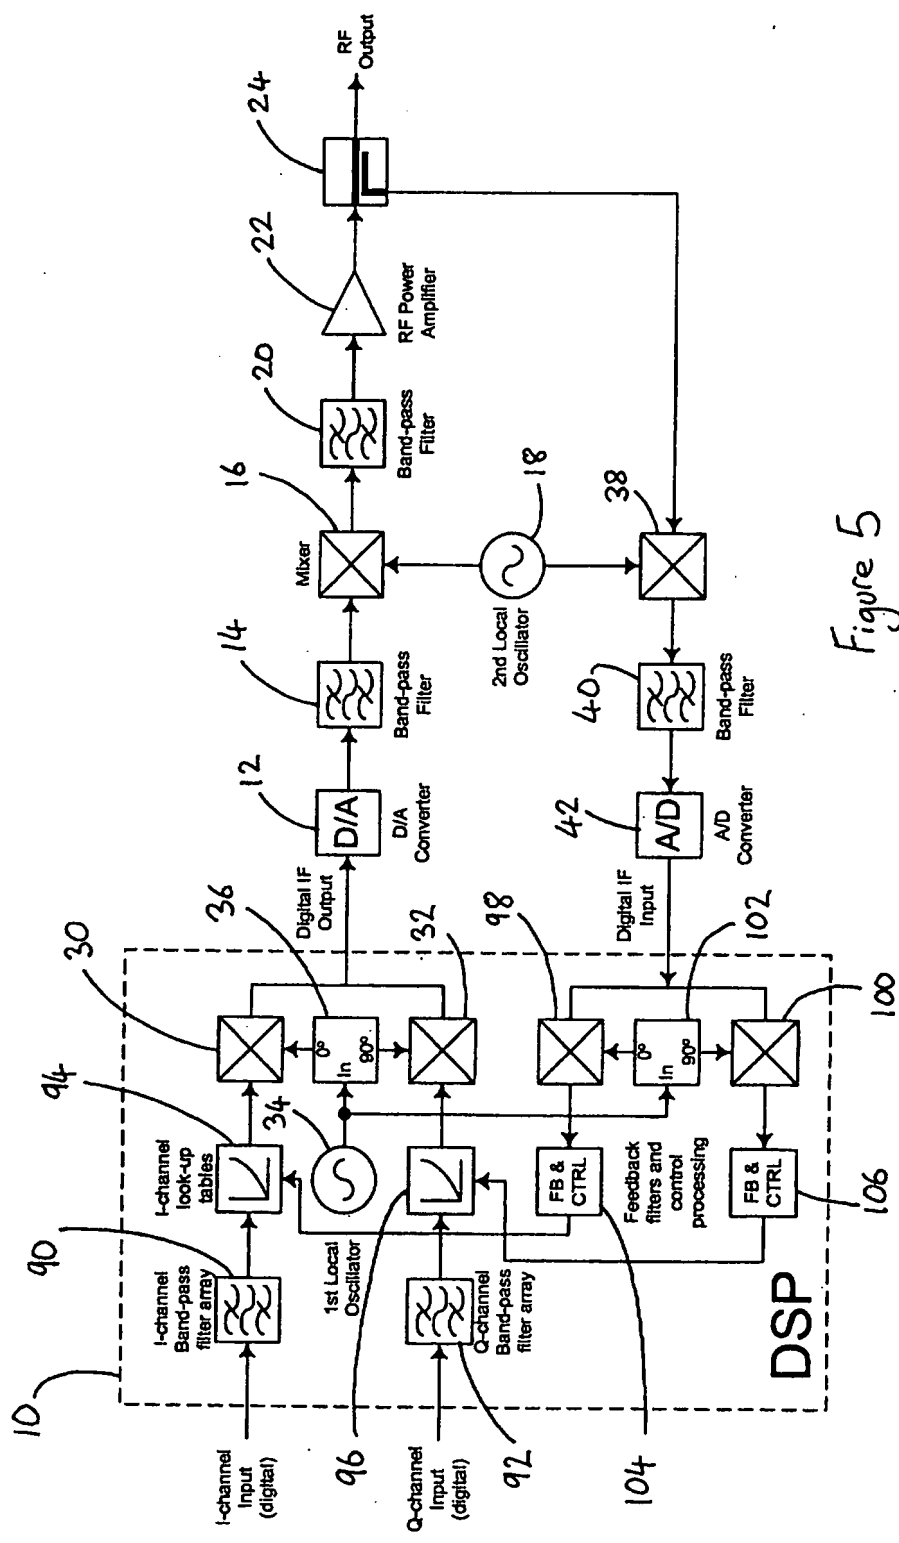 10
90
I-channel
Input
(digital)
I-channel
Band-pass
filter array
94
I-channel
look-up
tables
30
36
0°
In
90°
34
1st Local
Oscillator
Q-channel
Input
(digital)
92
Q-channel
Band-pass
filter array
96
32
Digital IF
Output
12
D/A
D/A
Converter
14
Band-pass
Filter
16
Mixer
20
Band-pass
Filter
22
RF Power
Amplifier
24
RF
Output
18
2nd Local
Oscillator
38
40
Band-pass
Filter
42
A/D
A/D
Converter
Digital IF
Input
98
102
0°
In
90°
100
FB &
CTRL
104
Feedback
filters and
control
processing
FB &
CTRL
106
DSP
Figure 5